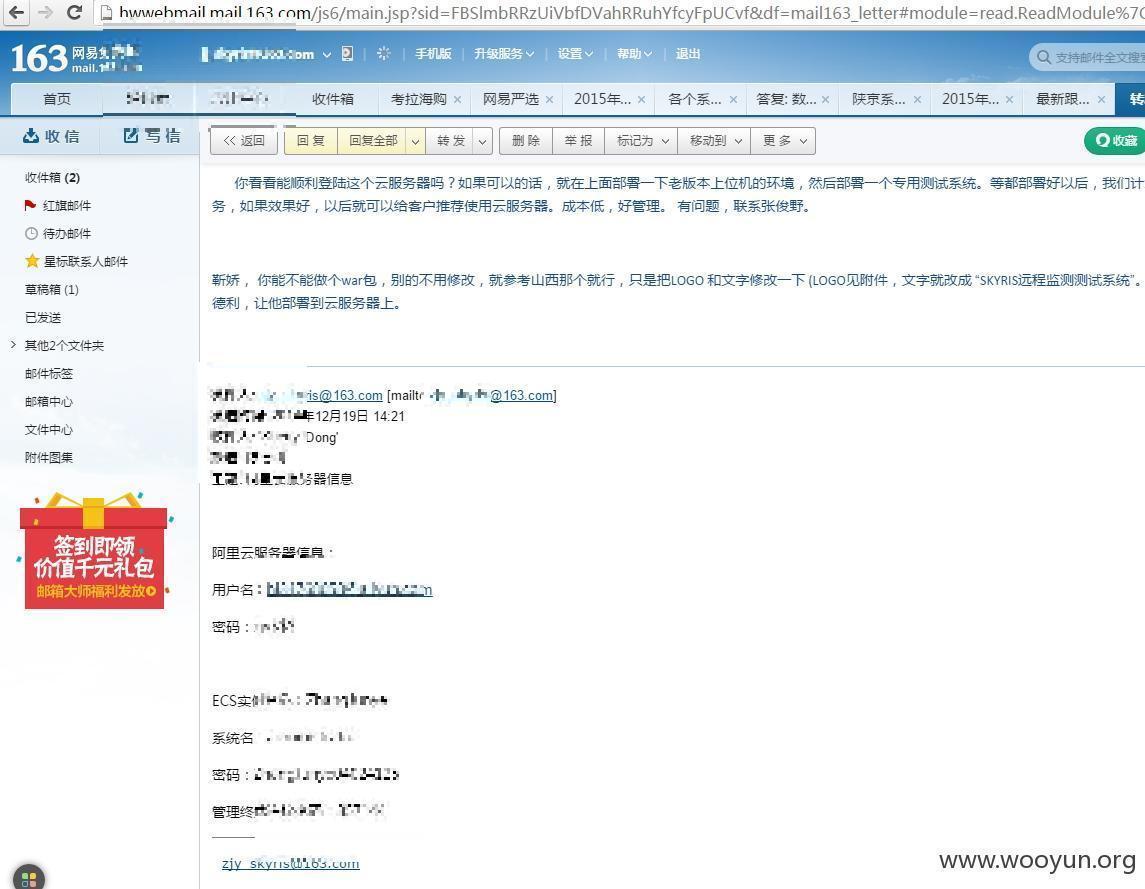 hwwebmail.mail.163.com/js6/main.jsp?sid=FBSlmbRRzUiVbfDVahRRuhYfcyFpUCvf&df=mail163_letter#module=read.ReadModule%7C
163 网易
手机版 升级服务 设置 帮助 退出
支持邮件全文搜索
首页 收件箱 考拉海购 × 网易严选 × 2015年... × 各个系... × 答复: 数... × 陕京系... × 2015年... × 最新跟... × 转
收信 写信
<< 返回 回复 回复全部 转发 删除 举报 标记为 移动到 更多 收藏
收件箱 (2)
红旗邮件
待办邮件
星标联系人邮件
草稿箱 (1)
已发送
其他2个文件夹
邮件标签
邮箱中心
文件中心
附件图集
签到即领
价值千元礼包
邮箱大师福利发放
你看看能顺利登陆这个云服务器吗？如果可以的话，就在上面部署一下老版本上位机的环境，然后部署一个专用测试系统。等都部署好以后，我们计
务，如果效果好，以后就可以给客户推荐使用云服务器。成本低，好管理。 有问题，联系张俊野。
靳娇， 你能不能做个war包，别的不用修改，就参考山西那个就行，只是把LOGO 和文字修改一下 (LOGO见附件，文字就改成 “SKYRIS远程监测测试系统”。
德利，让他部署到云服务器上。
ris@163.com [mailto @163.com]
年12月19日 14:21
Dong'
服务器信息
阿里云服务器信息：
用户名：
密码：
ECS实
系统名
密码：
管理终
zjy_skyris@163.com
www.wooyun.org